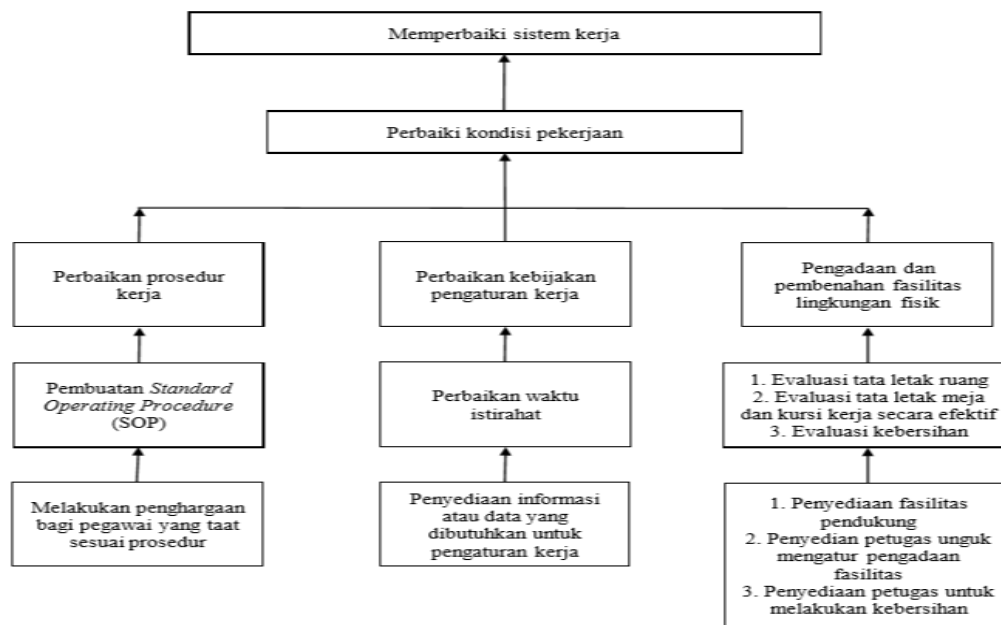 Memperbaiki sistem kerja
Perbaiki kondisi pekerjaan
Perbaikan prosedur
kerja
Perbaikan kebijakan
pengaturan kerja
Pengadaan dan
pembenahan fasilitas
lingkungan fisik
Pembuatan Standard
Operating Procedure
(SOP)
Perbaikan waktu
istirahat
1. Evaluasi tata letak ruang
2. Evaluasi tata letak meja
dan kursi kerja secara efektif
3. Evaluasi kebersihan
Melakukan penghargaan
bagi pegawai yang taat
sesuai prosedur
Penyediaan informasi
atau data yang
dibutuhkan untuk
pengaturan kerja
1. Penyediaan fasilitas
pendukung
2. Penyedian petugas unguk
mengatur pengadaan
fasilitas
3. Penyediaan petugas untuk
melakukan kebersihan